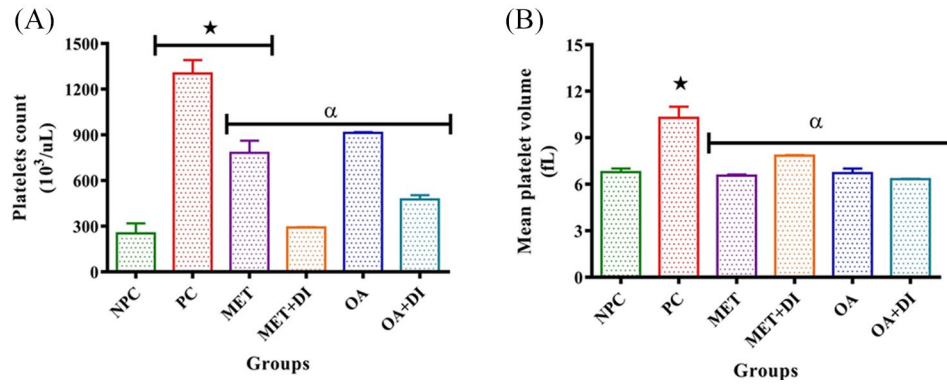 (A)
★
α
Platelets count
(10³/uL)
1500
1200
900
600
300
0
NPC
PC
MET
MET+DI
OA
OA+DI
Groups
(B)
★
α
Mean platelet volume
(fL)
15
12
9
6
3
0
NPC
PC
MET
MET+DI
OA
OA+DI
Groups